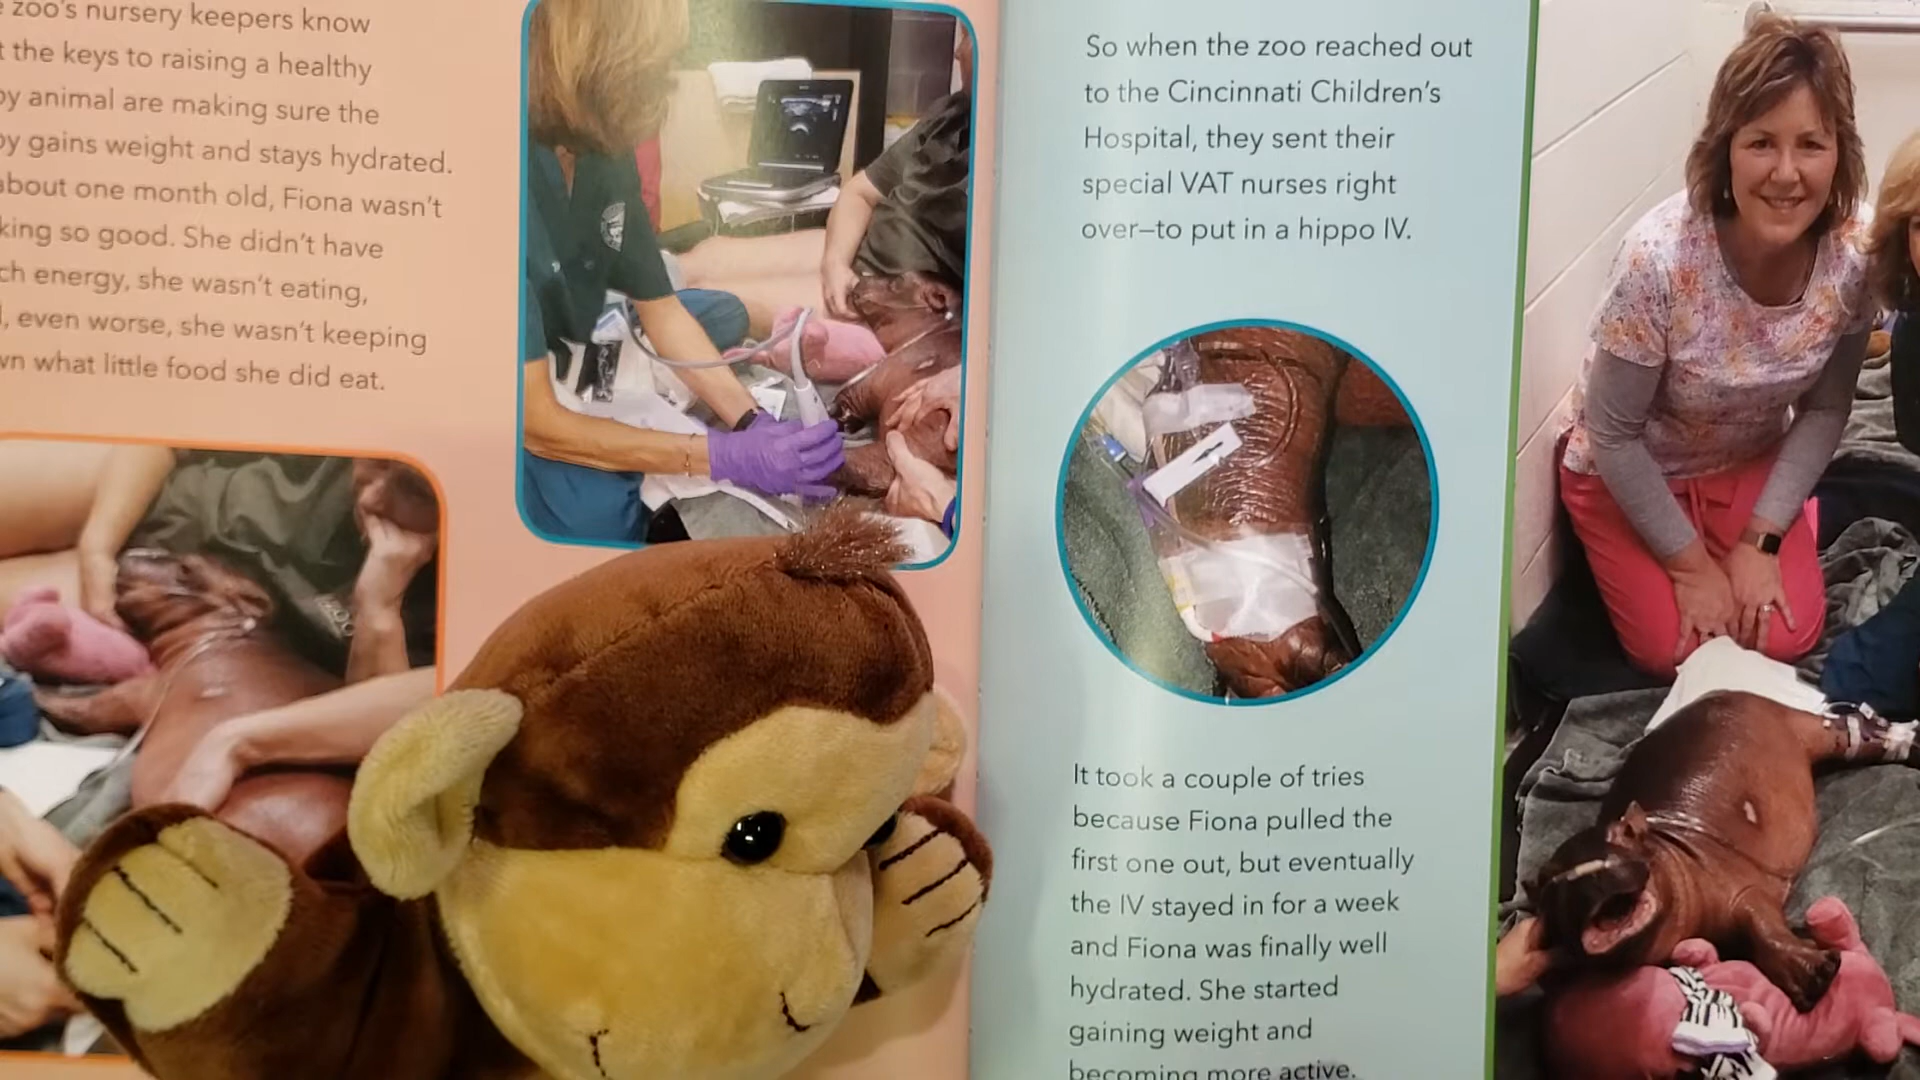 zoo's nursery keepers know
the keys to raising a healthy
animal are making sure the
gains weight and stays hydrated.
about one month old, Fiona wasn't
so good. She didn't have
energy, she wasn't eating,
even worse, she wasn't keeping
what little food she did eat.
So when the zoo reached out
to the Cincinnati Children's
Hospital, they sent their
special VAT nurses right
over–to put in a hippo IV.
It took a couple of tries
because Fiona pulled the
first one out, but eventually
the IV stayed in for a week
and Fiona was finally well
hydrated. She started
gaining weight and
becoming more active.